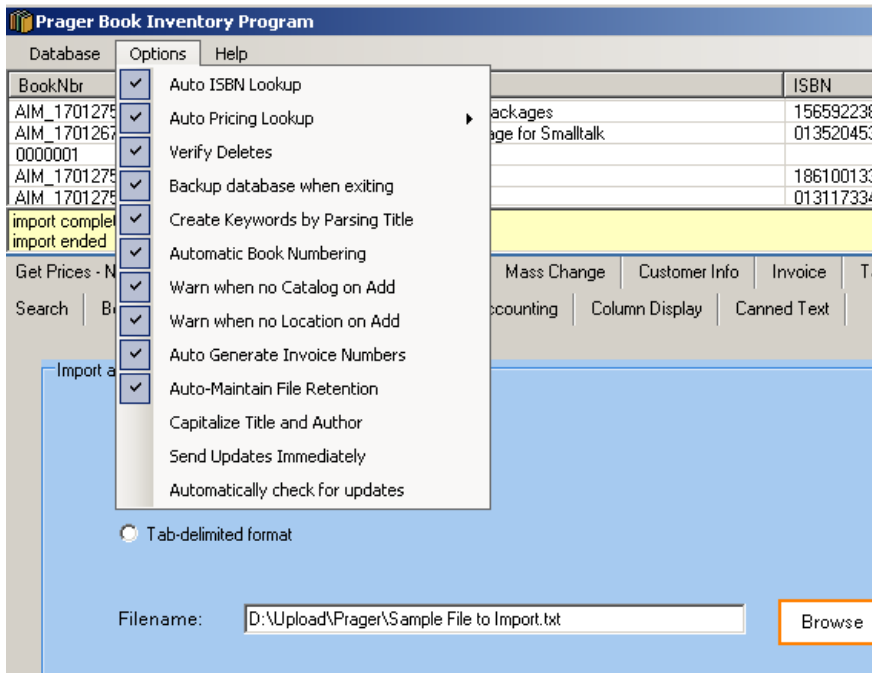 Prager Book Inventory Program
Database Options Help
BookNbr ISBN
Auto ISBN Lookup
AIM_1701275 ackages 156592238
Auto Pricing Lookup
AIM_1701267 age for Smalltalk 013520453
0000001
Verify Deletes
AIM_1701275 186100133
Backup database when exiting
AIM_1701275 013117334
import complet
Create Keywords by Parsing Title
import ended
Automatic Book Numbering
Get Prices - N Mass Change Customer Info Invoice Ta
Warn when no Catalog on Add
Search B ccounting Column Display Canned Text
Warn when no Location on Add
Auto Generate Invoice Numbers
Import a
Auto-Maintain File Retention
Capitalize Title and Author
Send Updates Immediately
Automatically check for updates
Tab-delimited format
Filename: D:\Upload\Prager\Sample File to Import.txt Browse